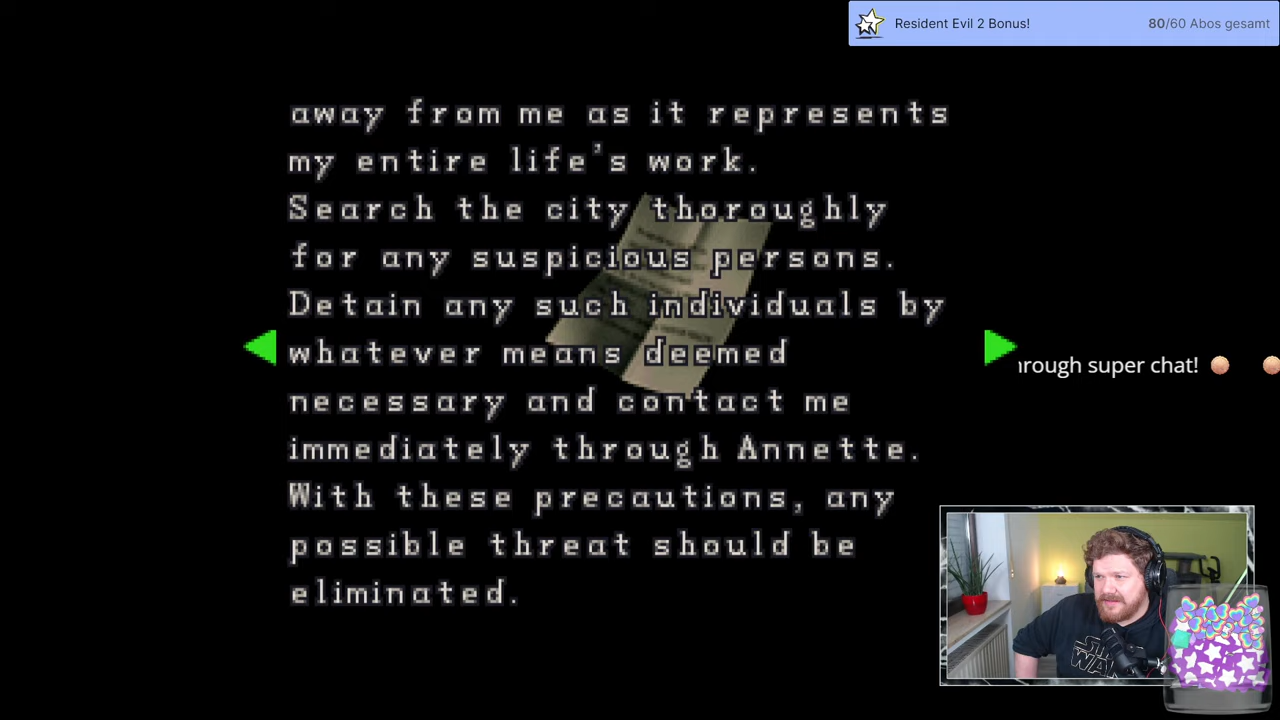 Resident Evil 2 Bonus!
80/60 Abos gesamt
away from me as it represents
my entire life's work.
Search the city thoroughly
for any suspicious persons.
Detain any such individuals by
whatever means deemed
necessary and contact me
immediately through Annette.
With these precautions, any
possible threat should be
eliminated.
super chat!